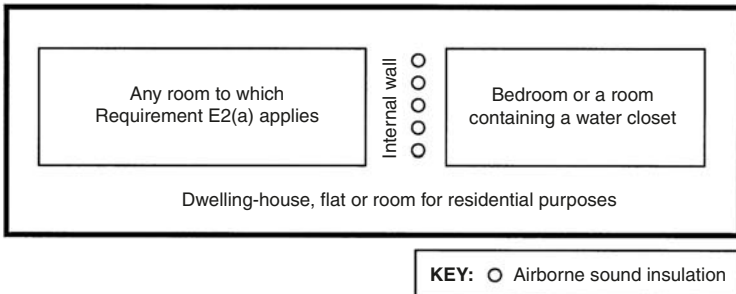 Any room to which
Requirement E2(a) applies
Internal wall
Bedroom or a room
containing a water closet
Dwelling-house, flat or room for residential purposes
KEY: O Airborne sound insulation